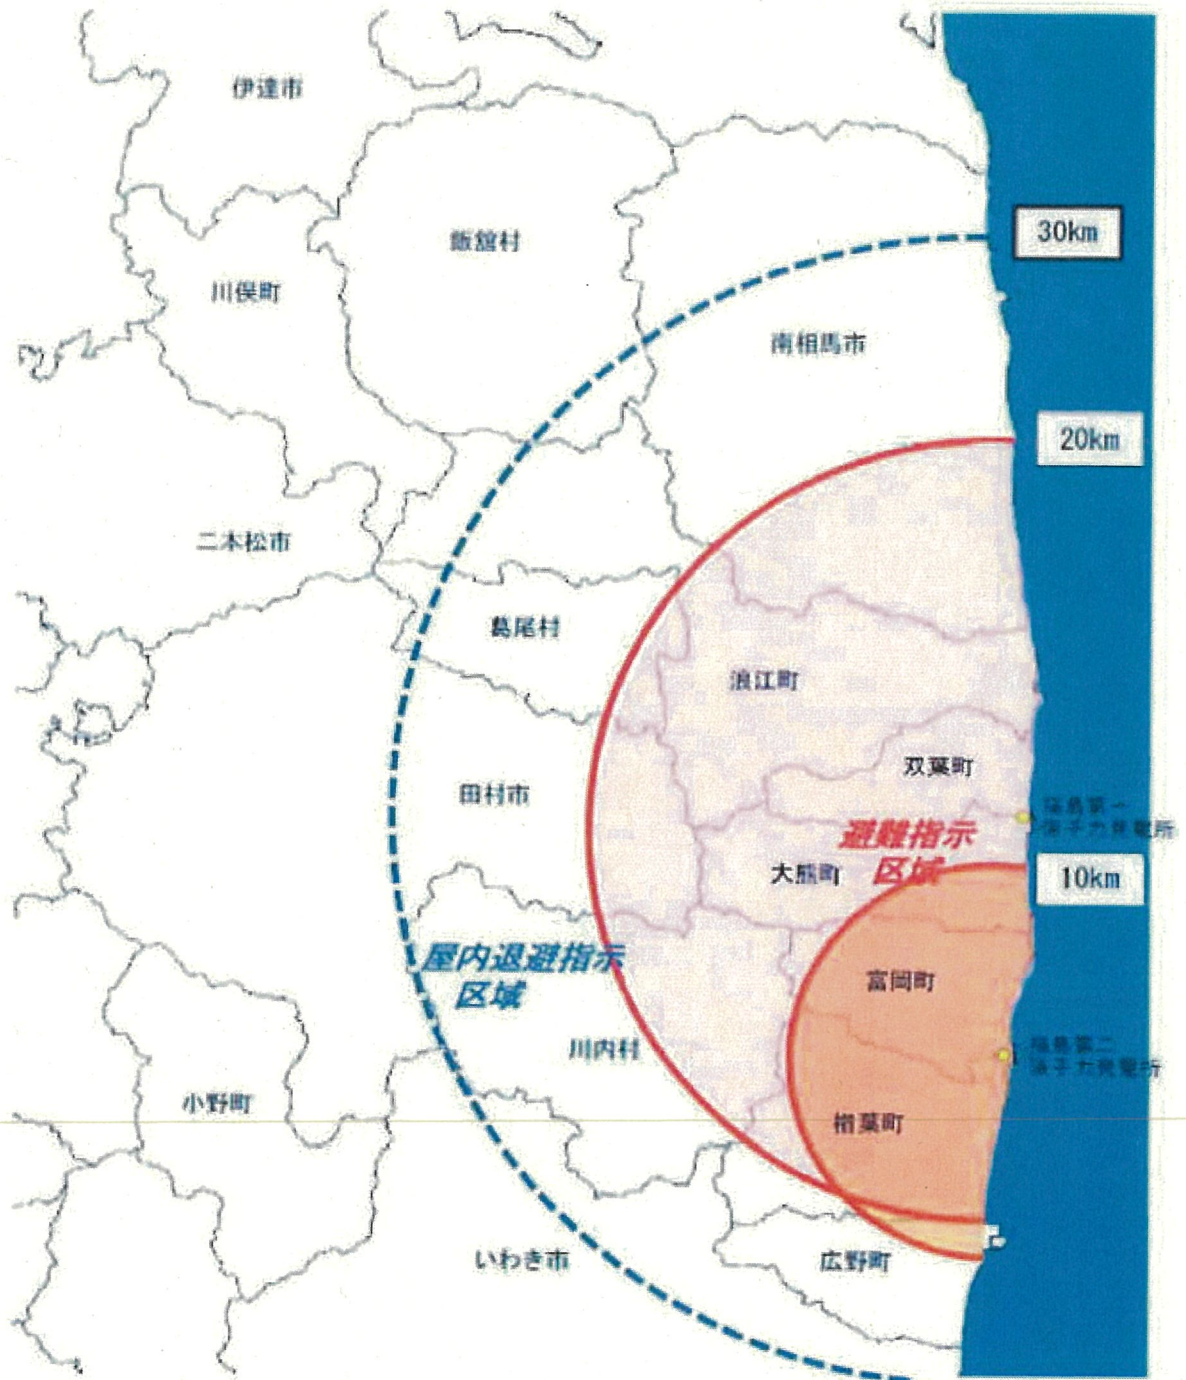 伊達市
飯舘村
30km
川俣町
南相馬市
20km
二本松市
葛尾村
浪江町
双葉町
田村市
福島第一
原子力発電所
避難指示
区域
大熊町
10km
屋内退避指示
区域
富岡町
川内村
福島第二
原子力発電所
小野町
楢葉町
いわき市
広野町